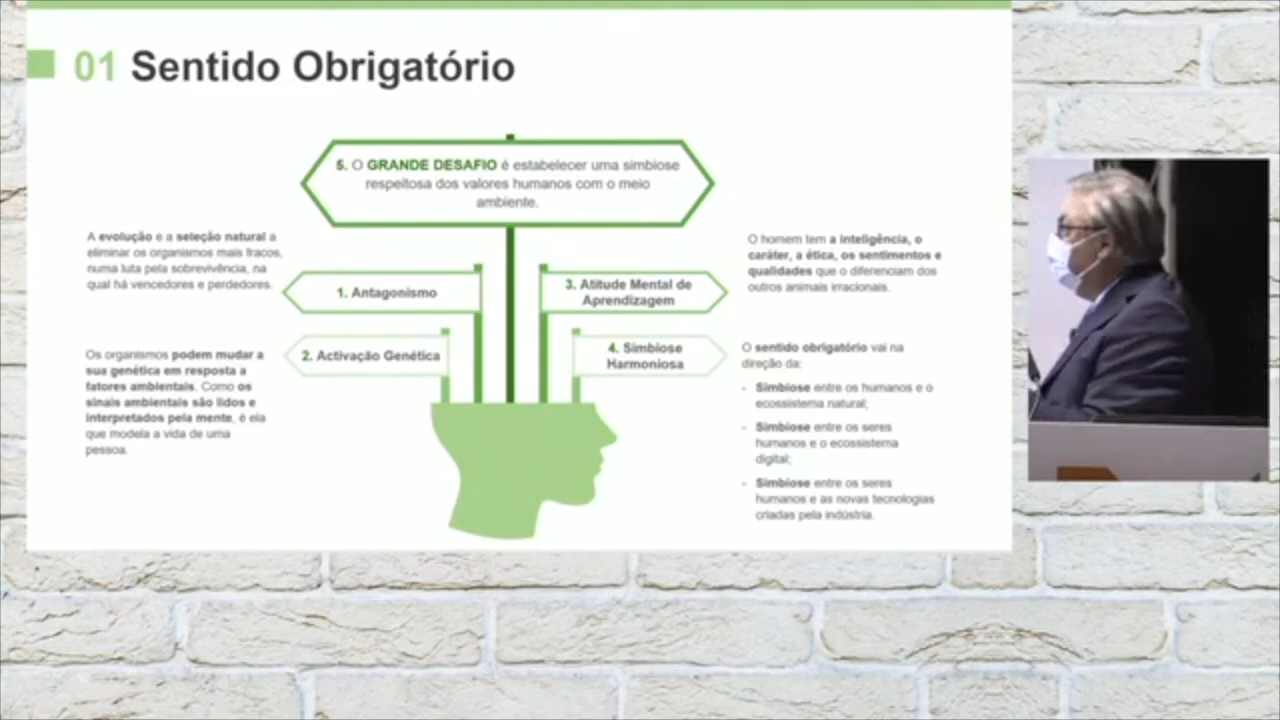 01 Sentido Obrigatório
5. O GRANDE DESAFIO é estabelecer uma simbiose
respeitosa dos valores humanos com o meio
ambiente.
A evolução e a seleção natural a
eliminar os organismos mais fracos,
numa luta pela sobrevivência, na
qual há vencedores e perdedores.
1. Antagonismo
3. Atitude Mental de
Aprendizagem
O homem tem a inteligência, o
caráter, a ética, os sentimentos e
qualidades que o diferenciam dos
outros animais irracionais.
Os organismos podem mudar a
sua genética em resposta a
fatores ambientais. Como os
sinais ambientais são lidos e
interpretados pela mente, é ela
que modela a vida de uma
pessoa.
2. Activação Genética
4. Simbiose
Harmoniosa
O sentido obrigatório vai na
direção da:
- Simbiose entre os humanos e o
ecossistema natural;
- Simbiose entre os seres
humanos e o ecossistema
digital;
- Simbiose entre os seres
humanos e as novas tecnologias
criadas pela indústria.